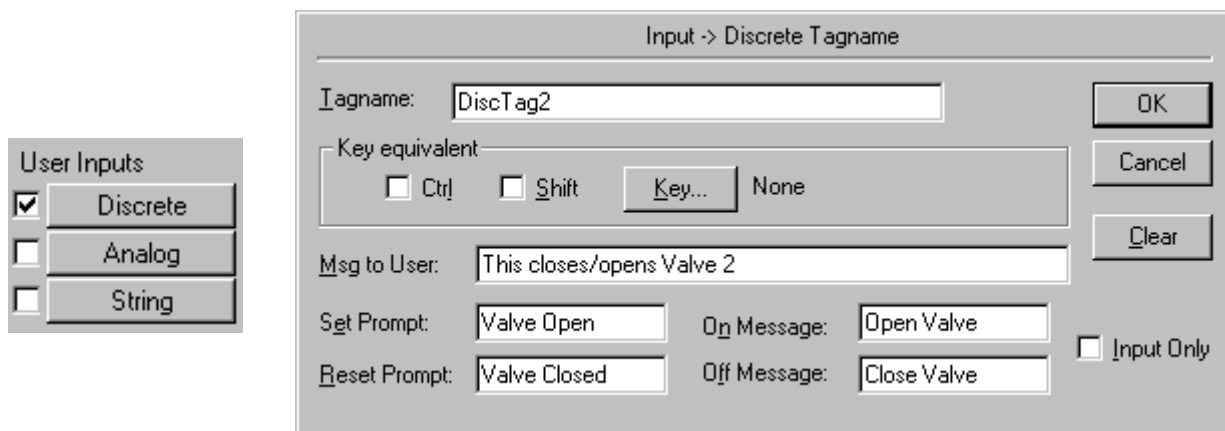 User Inputs
Discrete
Analog
String
Input -> Discrete Tagname
Tagname: DiscTag2
OK
Key equivalent
Ctrl Shift Key... None
Cancel
Clear
Msg to User: This closes/opens Valve 2
Set Prompt: Valve Open On Message: Open Valve
Input Only
Reset Prompt: Valve Closed Off Message: Close Valve